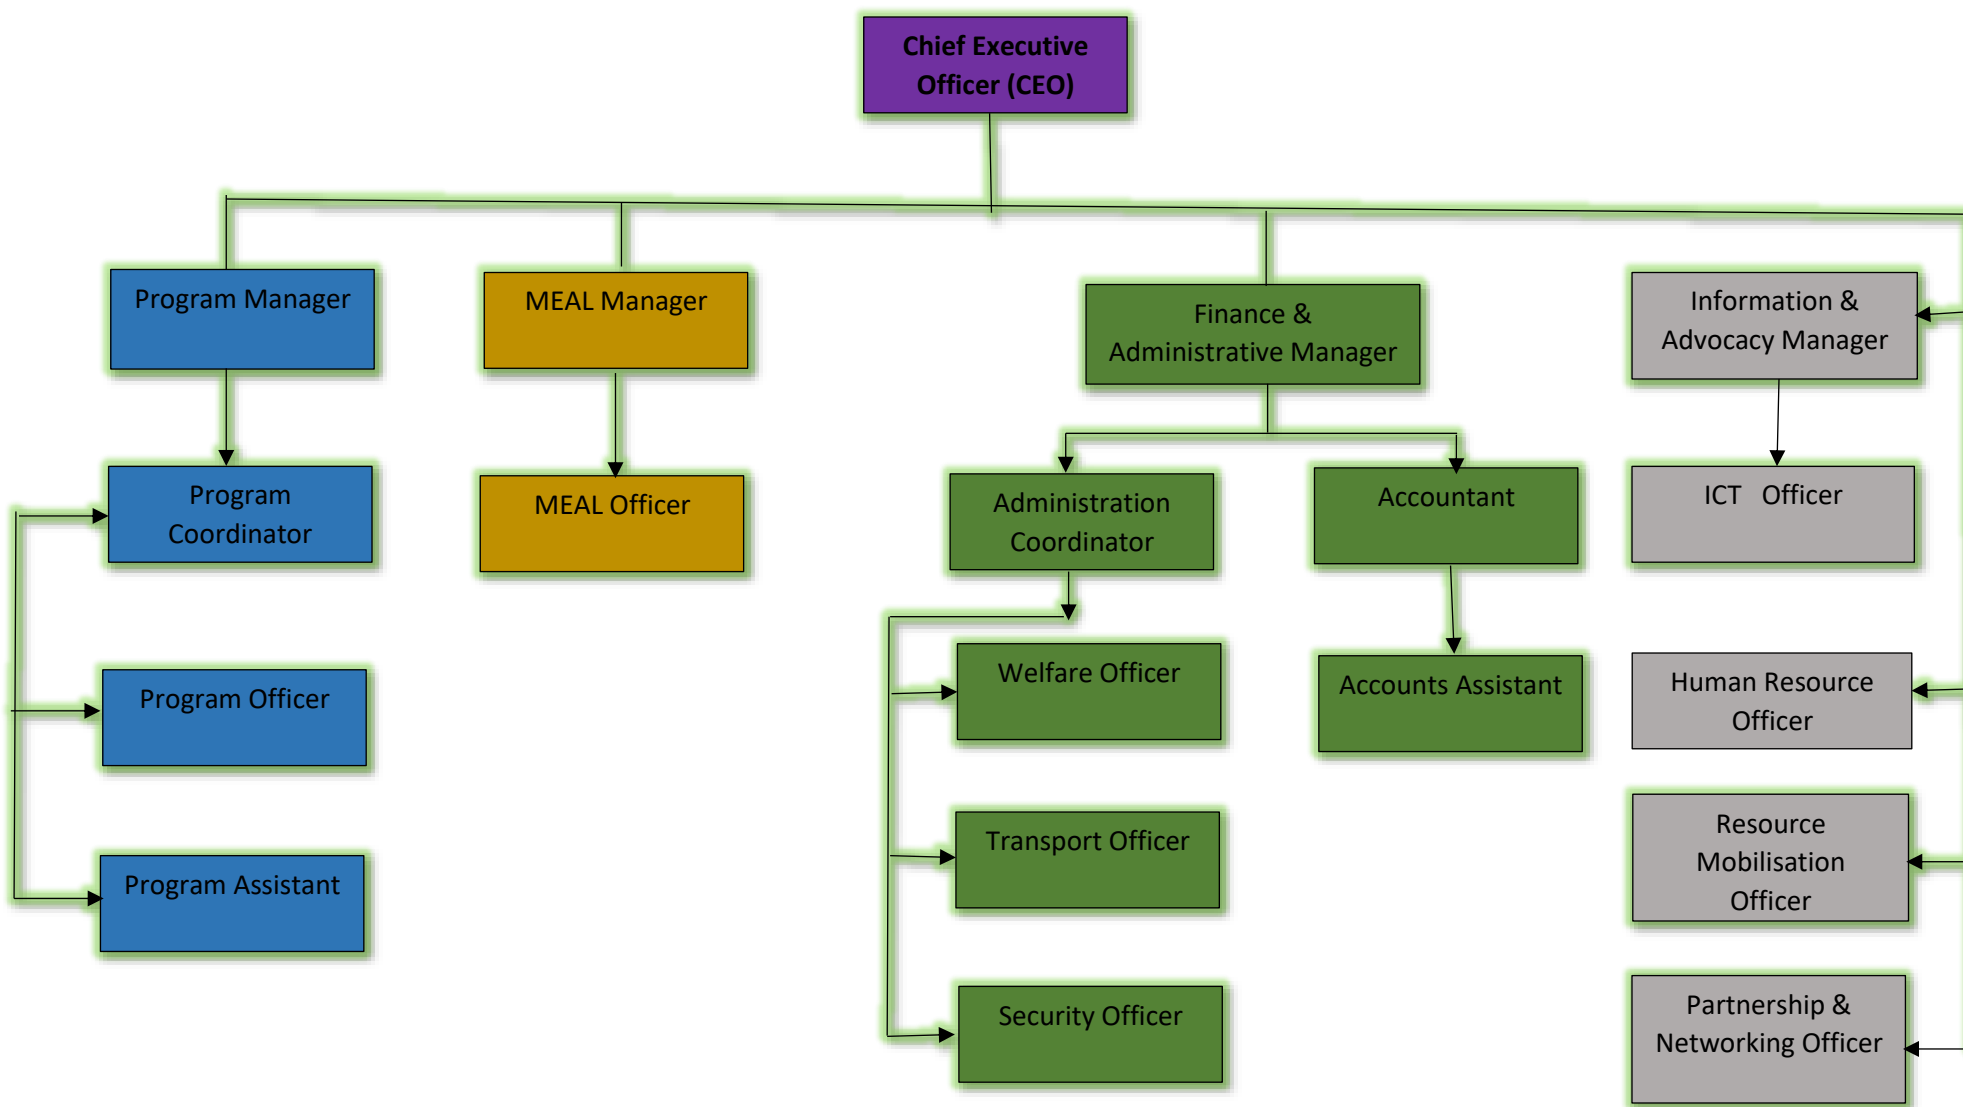 Chief Executive
Officer (CEO)
Program Manager
MEAL Manager
Finance &
Administrative Manager
Information &
Advocacy Manager
Program
Coordinator
MEAL Officer
Administration
Coordinator
Accountant
ICT   Officer
Program Officer
Welfare Officer
Accounts Assistant
Human Resource
Officer
Program Assistant
Transport Officer
Resource
Mobilisation
Officer
Security Officer
Partnership &
Networking Officer